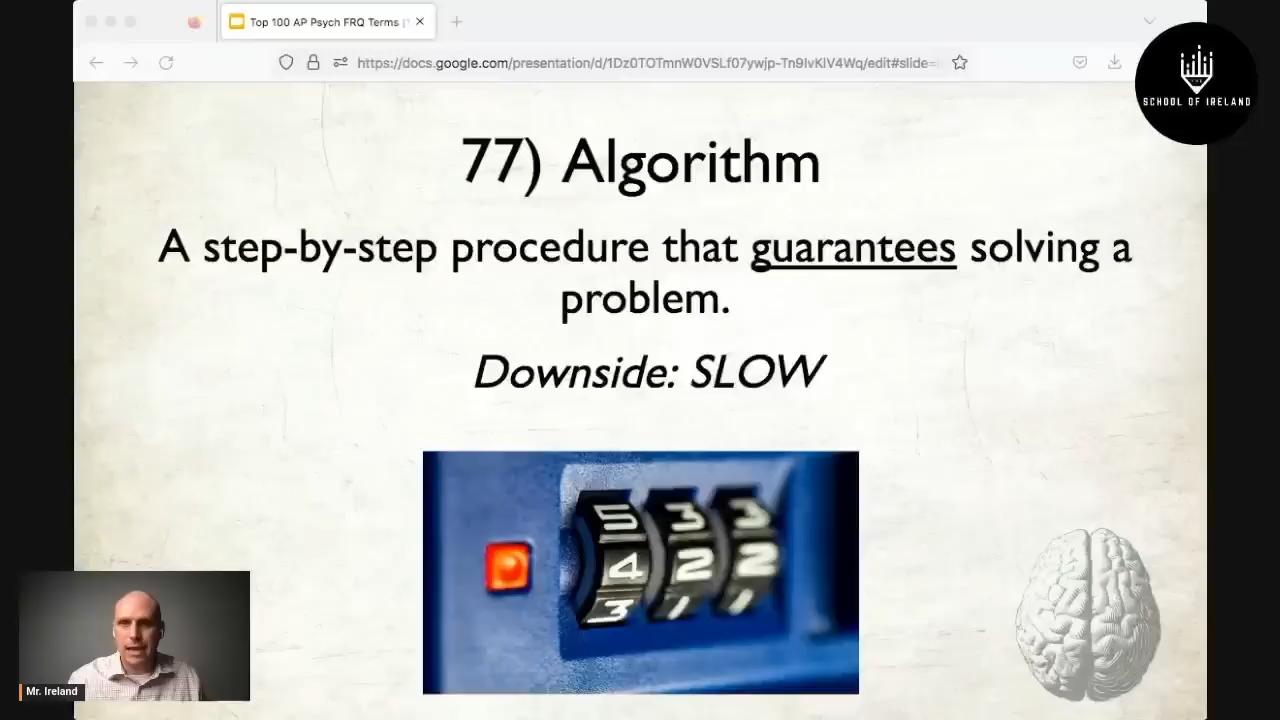 Top 100 AP Psych FRQ Terms
https://docs.google.com/presentation/d/1Dz0TOTmnW0VSLf07ywjp-Tn9IvKlV4Wq/edit#slide=
SCHOOL OF IRELAND
77) Algorithm
A step-by-step procedure that guarantees solving a
problem.
Downside: SLOW
5 3 3
4 2 2
3 1 1
Mr. Ireland